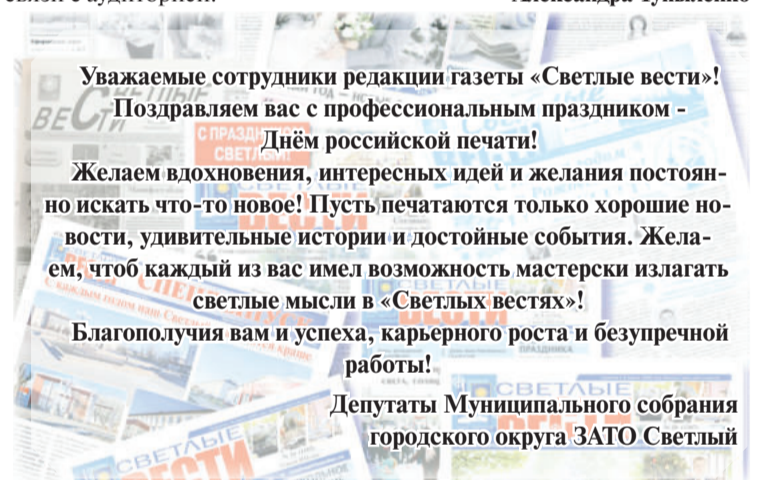 связи с аудиторией.
Уважаемые сотрудники редакции газеты «Светлые вести»!
Поздравляем вас с профессиональным праздником -
Днём российской печати!
Желаем вдохновения, интересных идей и желания постоян-
но искать что-то новое! Пусть печатаются только хорошие но-
вости, удивительные истории и достойные события. Жела-
ем, чтоб каждый из вас имел возможность мастерски излагать
светлые мысли в «Светлых вестях»!
Благополучия вам и успеха, карьерного роста и безупречной
работы!
Депутаты Муниципального собрания
городского округа ЗАТО Светлый